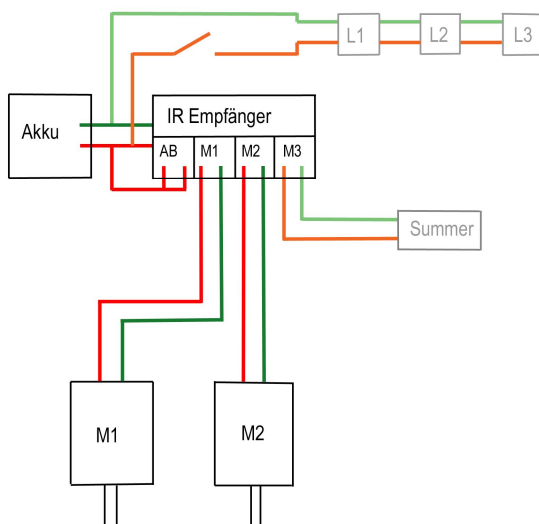 L1 L2 L3
Akku
IR Empfänger
AB M1 M2 M3
Summer
M1
M2